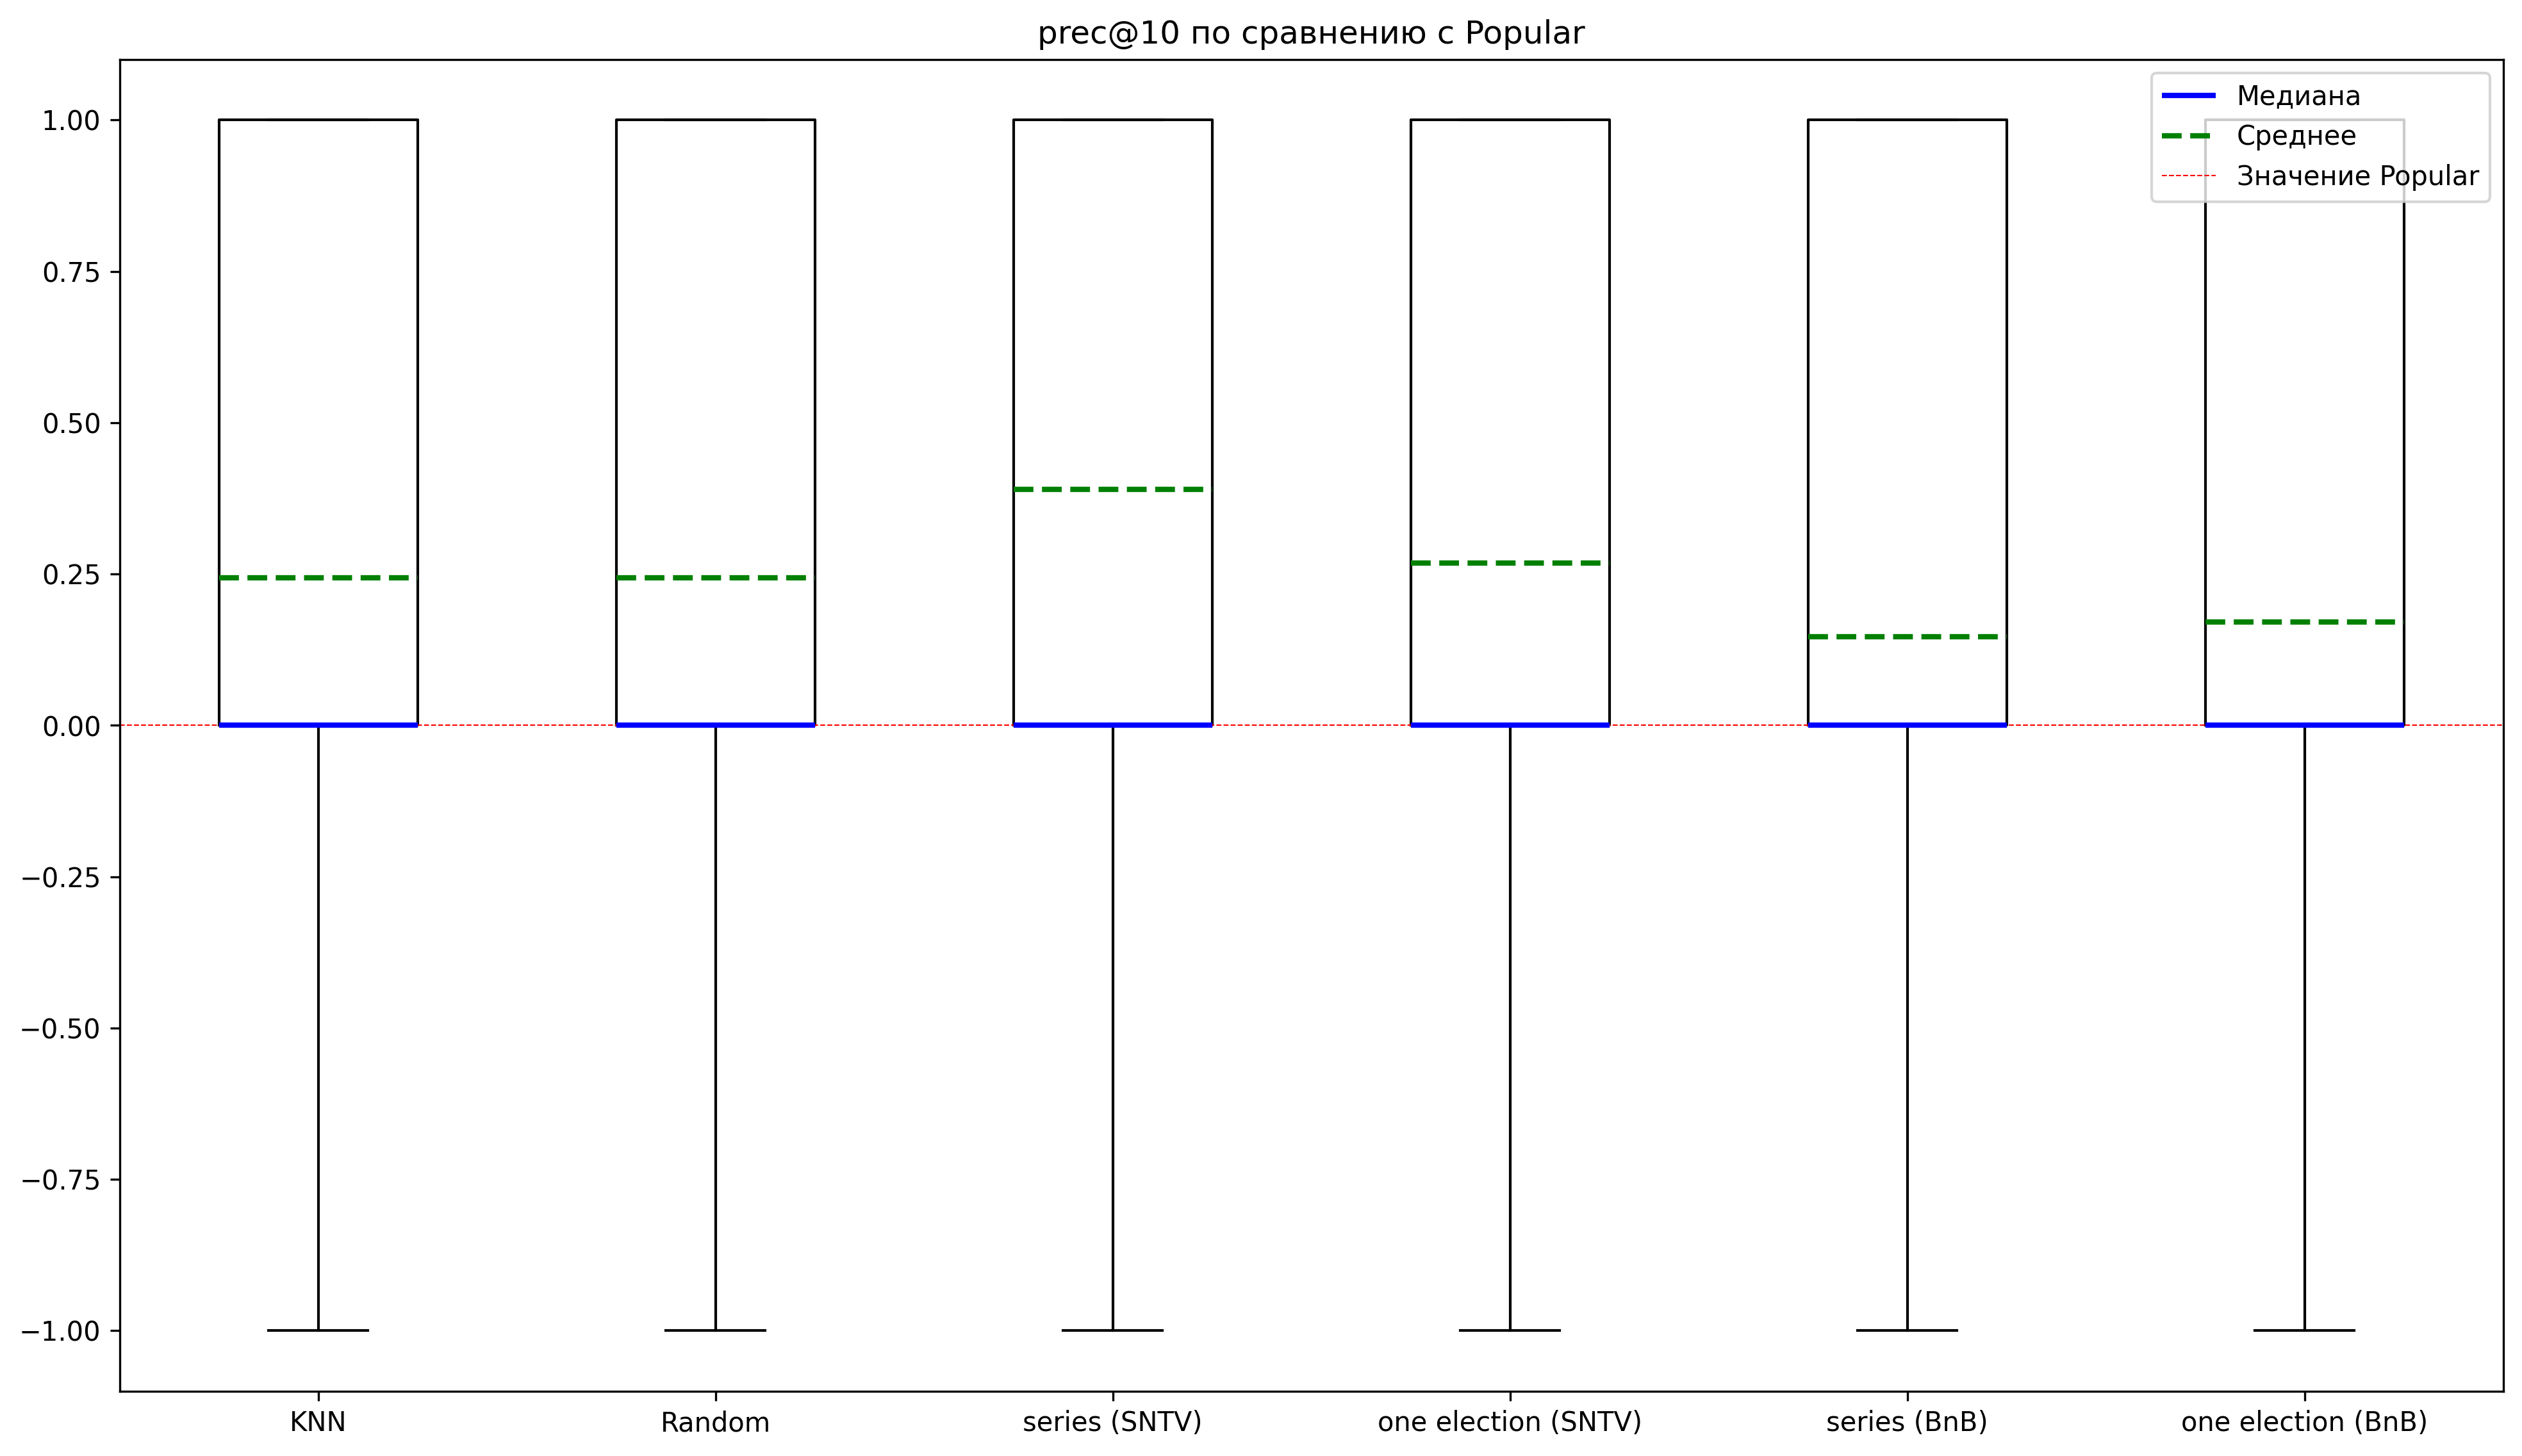 prec@10 по сравнению с Popular
Медиана
Среднее
Значение Popular
1.00
0.75
0.50
0.25
0.00
−0.25
−0.50
−0.75
−1.00
KNN
Random
series (SNTV)
one election (SNTV)
series (BnB)
one election (BnB)